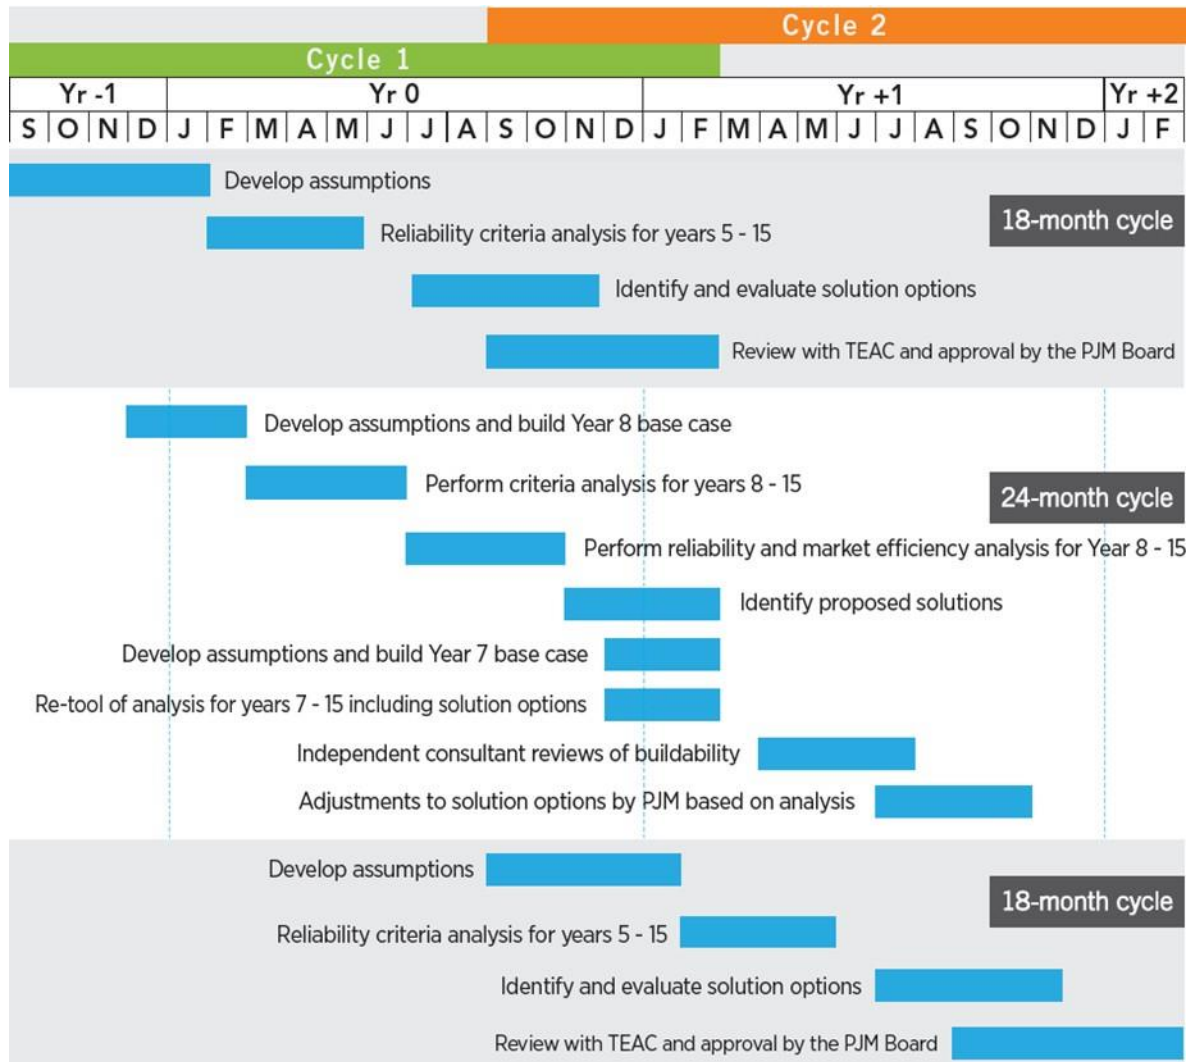 Cycle 2
Cycle 1
Yr -1 Yr 0 Yr +1 Yr +2
S O N D J F M A M J J A S O N D J F M A M J J A S O N D J F
Develop assumptions
18-month cycle
Reliability criteria analysis for years 5 - 15
Identify and evaluate solution options
Review with TEAC and approval by the PJM Board
Develop assumptions and build Year 8 base case
Perform criteria analysis for years 8 - 15
24-month cycle
Perform reliability and market efficiency analysis for Year 8 - 15
Identify proposed solutions
Develop assumptions and build Year 7 base case
Re-tool of analysis for years 7 - 15 including solution options
Independent consultant reviews of buildability
Adjustments to solution options by PJM based on analysis
Develop assumptions
18-month cycle
Reliability criteria analysis for years 5 - 15
Identify and evaluate solution options
Review with TEAC and approval by the PJM Board